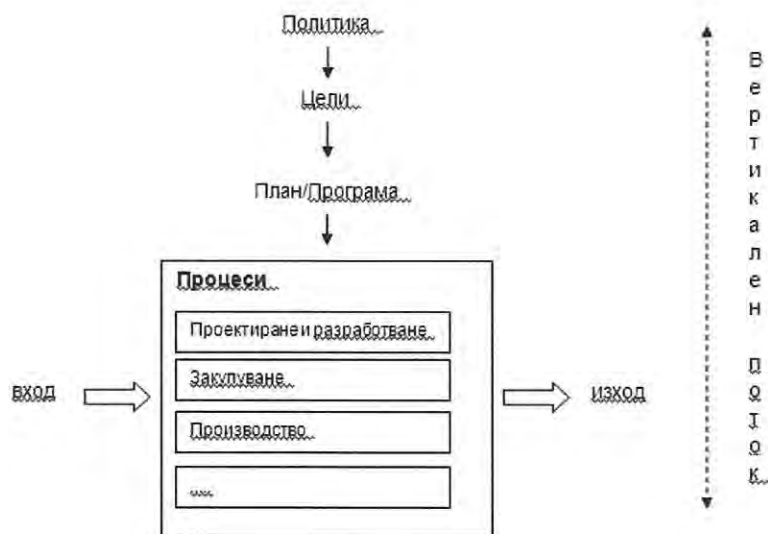 Политика
Цели
План/Програма
Процеси
Проектиране и разработване
Закупуване
Производство
....
вход
изход
Вертикален
поток